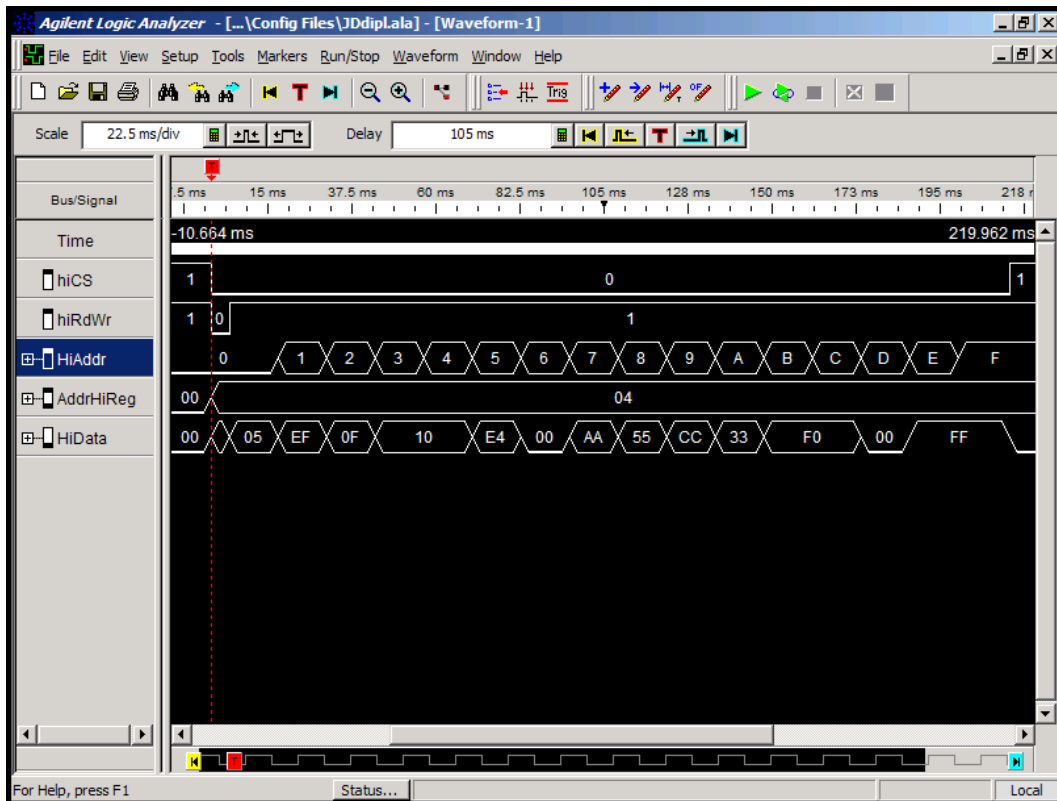 Agilent Logic Analyzer - [...\Config Files\JDdipl.ala] - [Waveform-1]
File Edit View Setup Tools Markers Run/Stop Waveform Window Help
Trig
Scale 22.5 ms/div Delay 105 ms T
T
Bus/Signal .5 ms 15 ms 37.5 ms 60 ms 82.5 ms 105 ms 128 ms 150 ms 173 ms 195 ms 218
Time -10.664 ms 219.962 ms
hiCS 1 0 1
hiRdWr 1 0 1
HiAddr 0 1 2 3 4 5 6 7 8 9 A B C D E F
AddrHiReg 00 04
HiData 00 05 EF 0F 10 E4 00 AA 55 CC 33 F0 00 FF
T
For Help, press F1 Status... Local